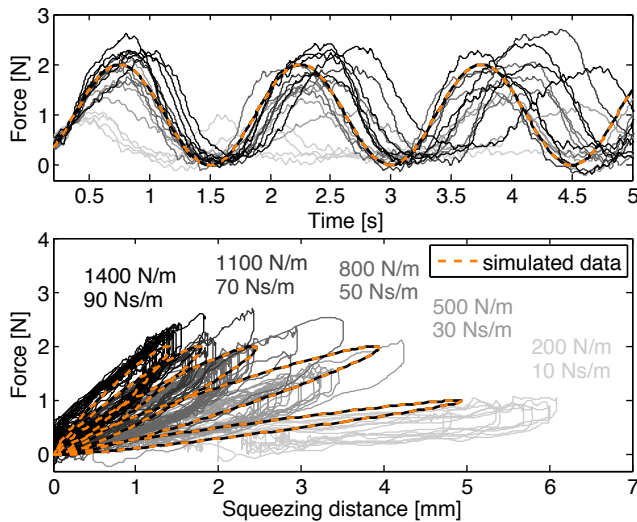 3
2
1
0
Force [N]
0.5 1 1.5 2 2.5 3 3.5 4 4.5 5
Time [s]
4
3
2
1
0
Force [N]
1400 N/m
90 Ns/m
1100 N/m
70 Ns/m
800 N/m
50 Ns/m
500 N/m
30 Ns/m
200 N/m
10 Ns/m
simulated data
0 1 2 3 4 5 6 7
Squeezing distance [mm]